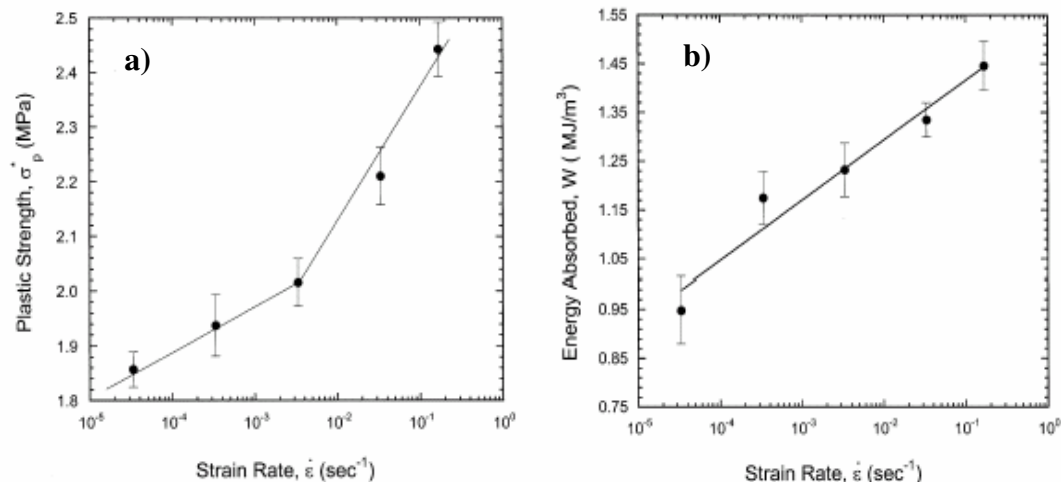 a)
2.5
2.4
2.3
2.2
2.1
2.0
1.9
1.8
Plastic Strength, σ*p (MPa)
10⁻⁵ 10⁻⁴ 10⁻³ 10⁻² 10⁻¹ 10⁰
Strain Rate, ε̇ (sec⁻¹)
b)
1.55
1.45
1.35
1.25
1.15
1.05
0.95
0.85
0.75
Energy Absorbed, W ( MJ/m³)
10⁻⁵ 10⁻⁴ 10⁻³ 10⁻² 10⁻¹ 10⁰
Strain Rate, ε̇ (sec⁻¹)